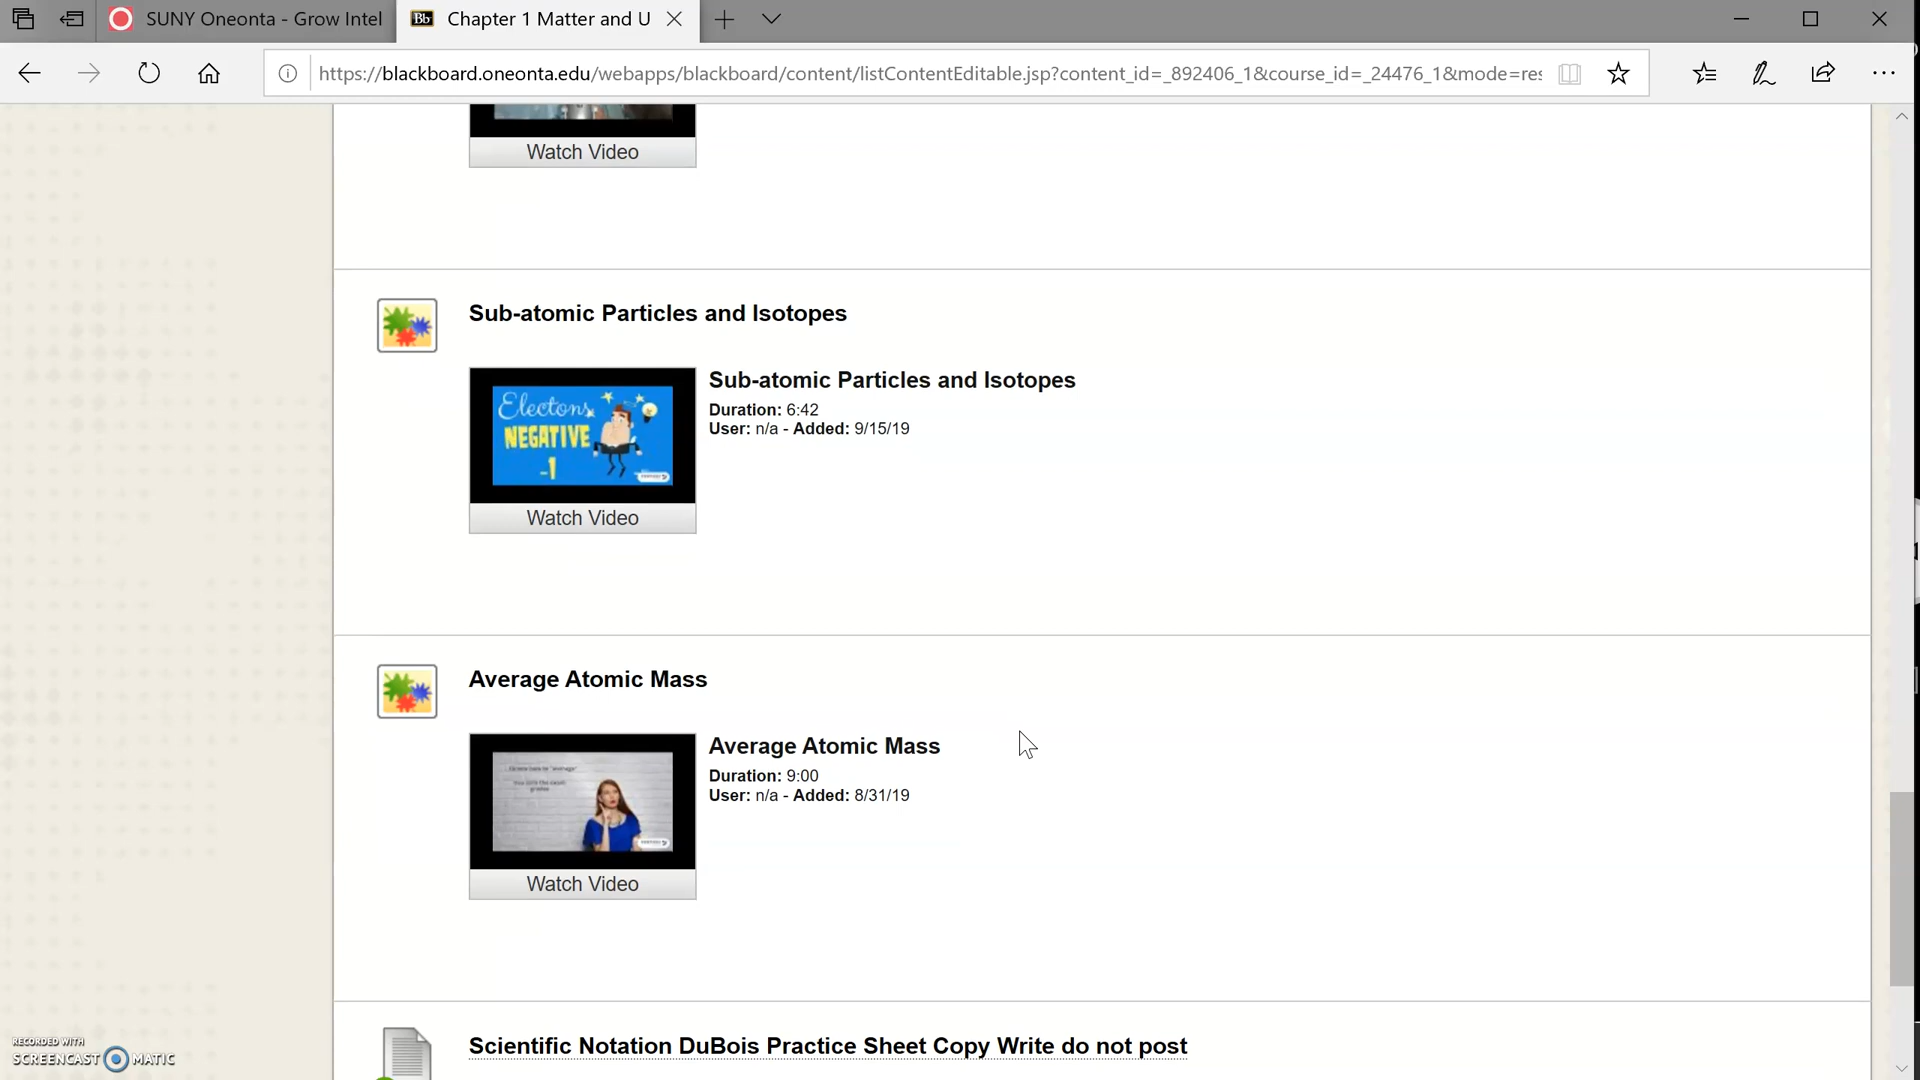 SUNY Oneonta - Grow Intel
Bb Chapter 1 Matter and U
https://blackboard.oneonta.edu/webapps/blackboard/content/listContentEditable.jsp?content_id=_892406_1&course_id=_24476_1&mode=res
Watch Video
Sub-atomic Particles and Isotopes
Electons
NEGATIVE
-1
Sub-atomic Particles and Isotopes
Duration: 6:42
User: n/a - Added: 9/15/19
Watch Video
Average Atomic Mass
Average Atomic Mass
Duration: 9:00
User: n/a - Added: 8/31/19
Watch Video
Scientific Notation DuBois Practice Sheet Copy Write do not post
RECORDED WITH
SCREENCAST MATIC